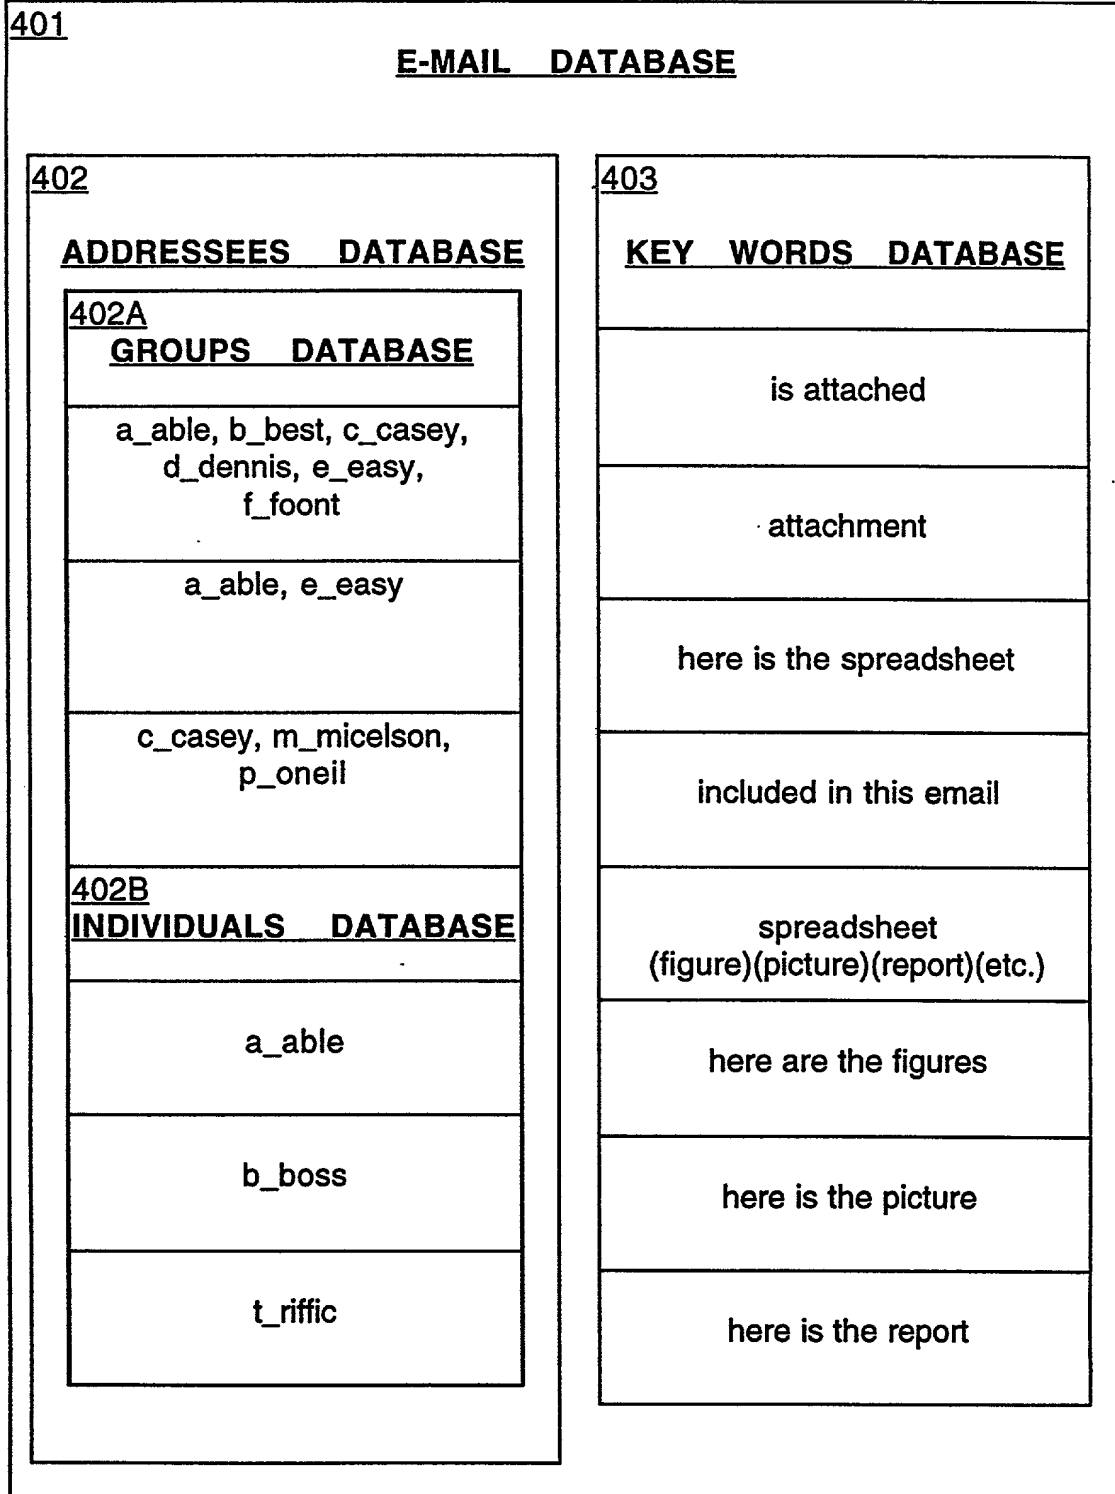 401
E-MAIL DATABASE
402
ADDRESSEES DATABASE
402A
GROUPS DATABASE
a_able, b_best, c_casey,
d_dennis, e_easy,
f_foont
a_able, e_easy
c_casey, m_micelson,
p_oneil
402B
INDIVIDUALS DATABASE
a_able
b_boss
t_riffic
403
KEY WORDS DATABASE
is attached
attachment
here is the spreadsheet
included in this email
spreadsheet
(figure)(picture)(report)(etc.)
here are the figures
here is the picture
here is the report